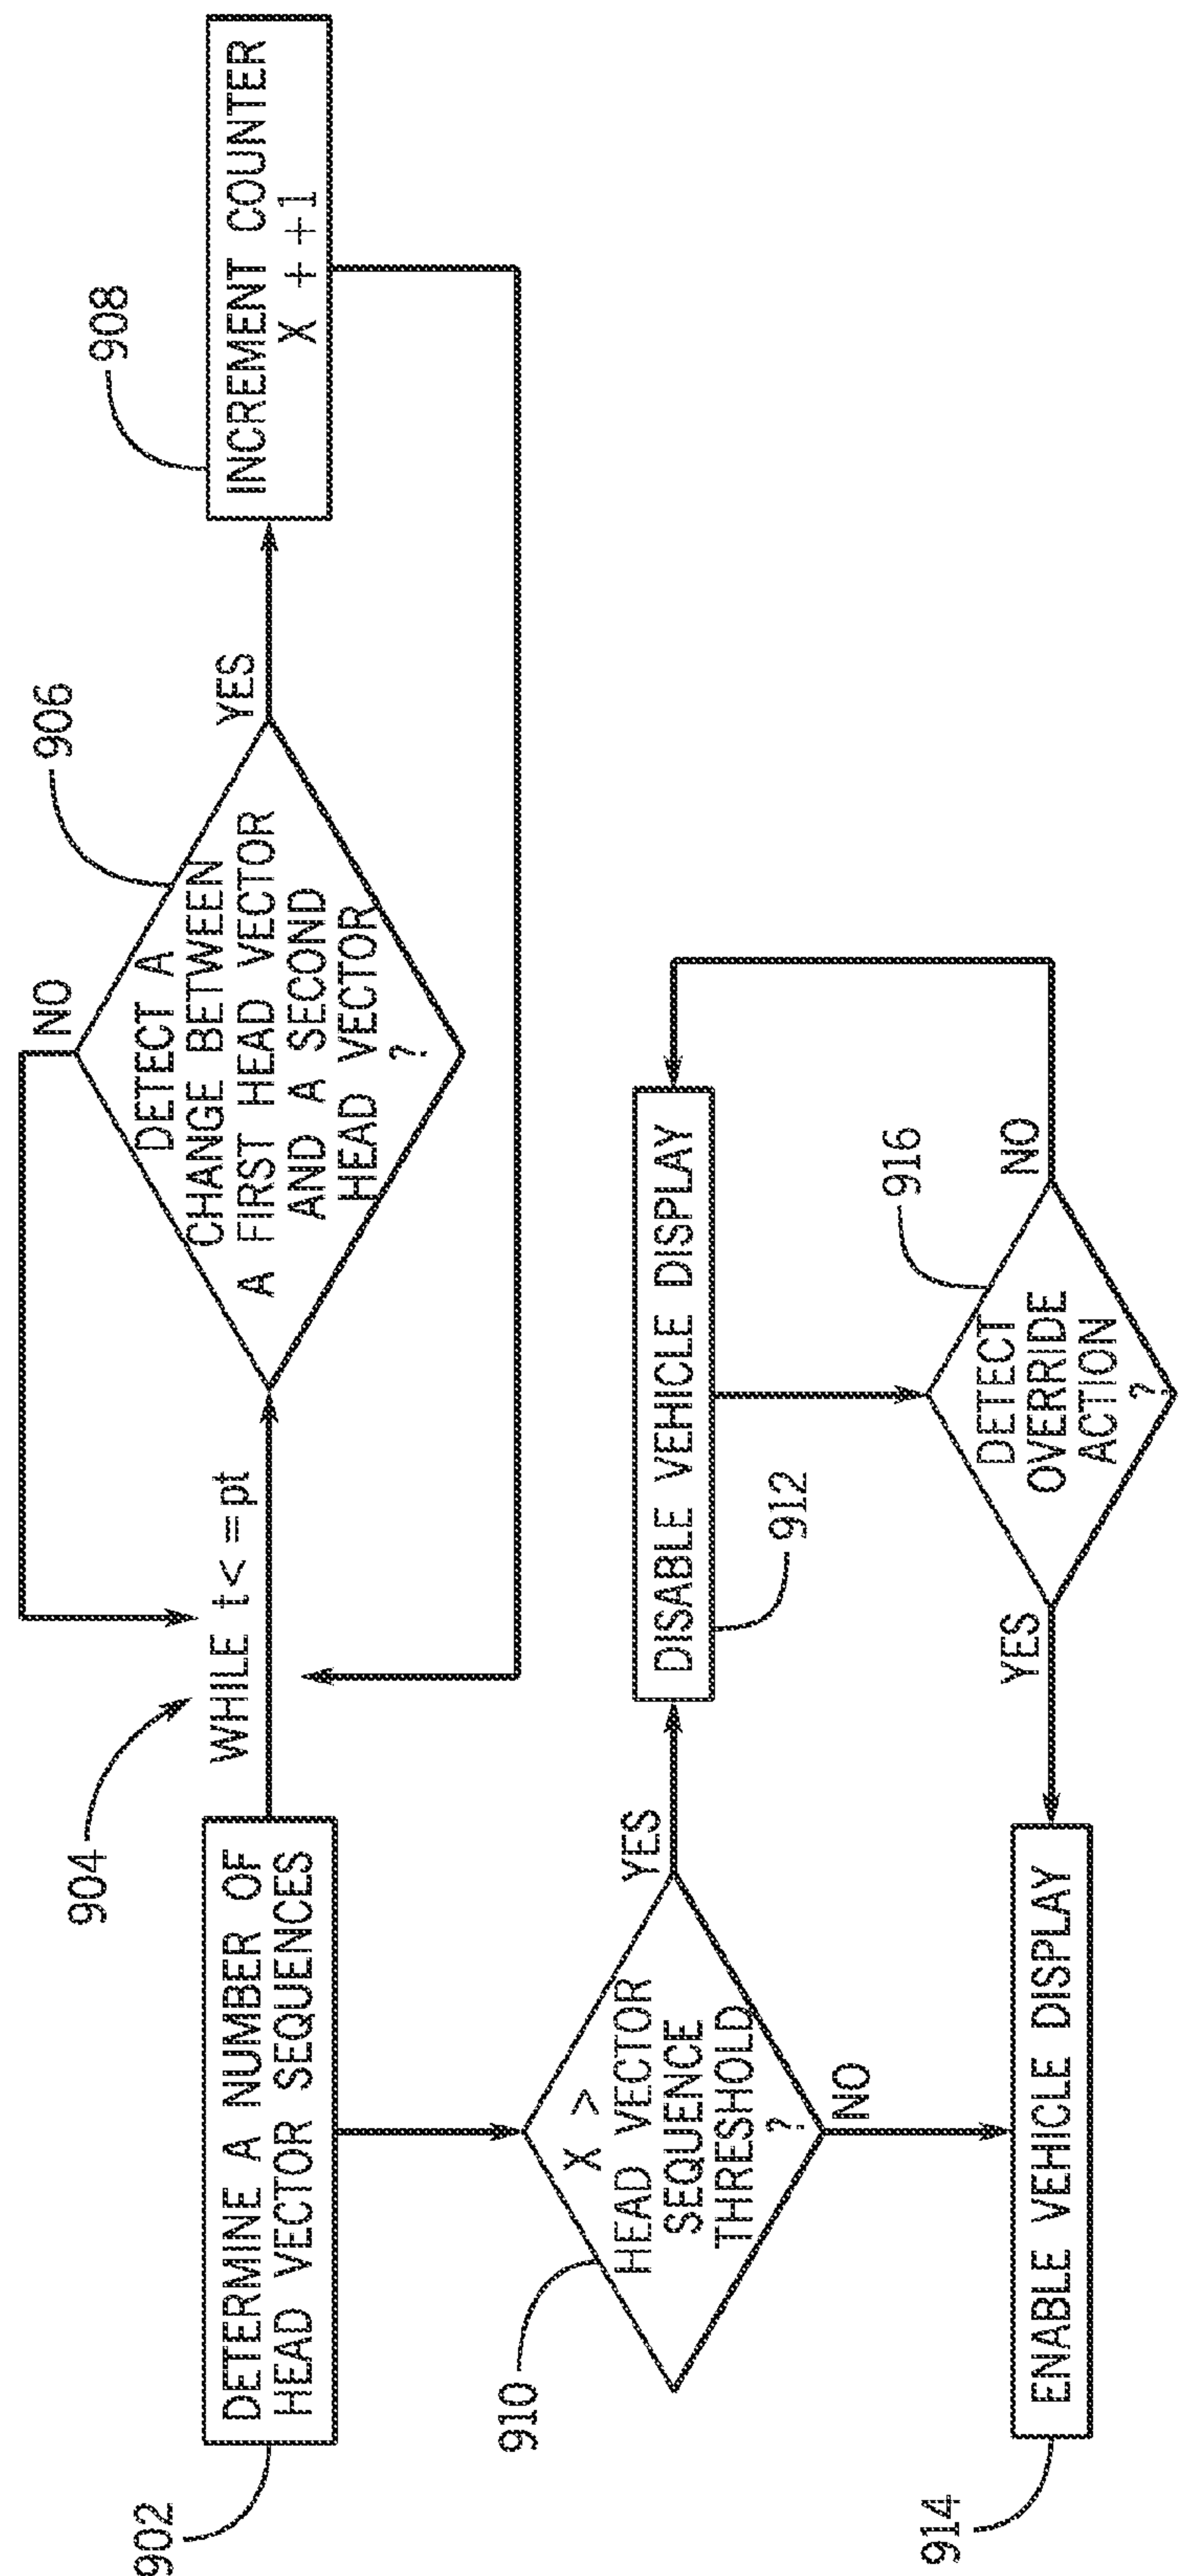 902
DETERMINE A NUMBER OF
HEAD VECTOR SEQUENCES
904
WHILE t< =pt
NO
906
DETECT A
CHANGE BETWEEN
A FIRST HEAD VECTOR
AND A SECOND
HEAD VECTOR
?
YES
908
INCREMENT COUNTER
X + +1
910
X >
HEAD VECTOR
SEQUENCE
THRESHOLD
?
YES
NO
DISABLE VEHICLE DISPLAY
912
916
DETECT
OVERRIDE
ACTION
?
NO
YES
914
ENABLE VEHICLE DISPLAY